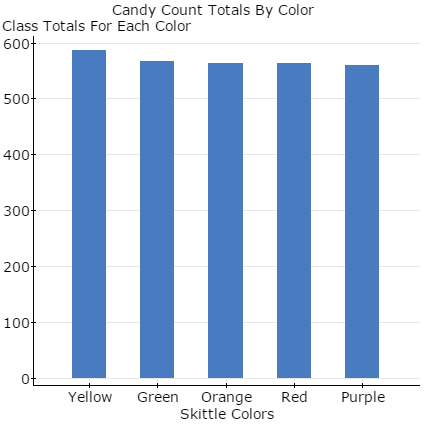 Candy Count Totals By Color
Class Totals For Each Color
600
500
400
300
200
100
0
Yellow Green Orange Red Purple
Skittle Colors